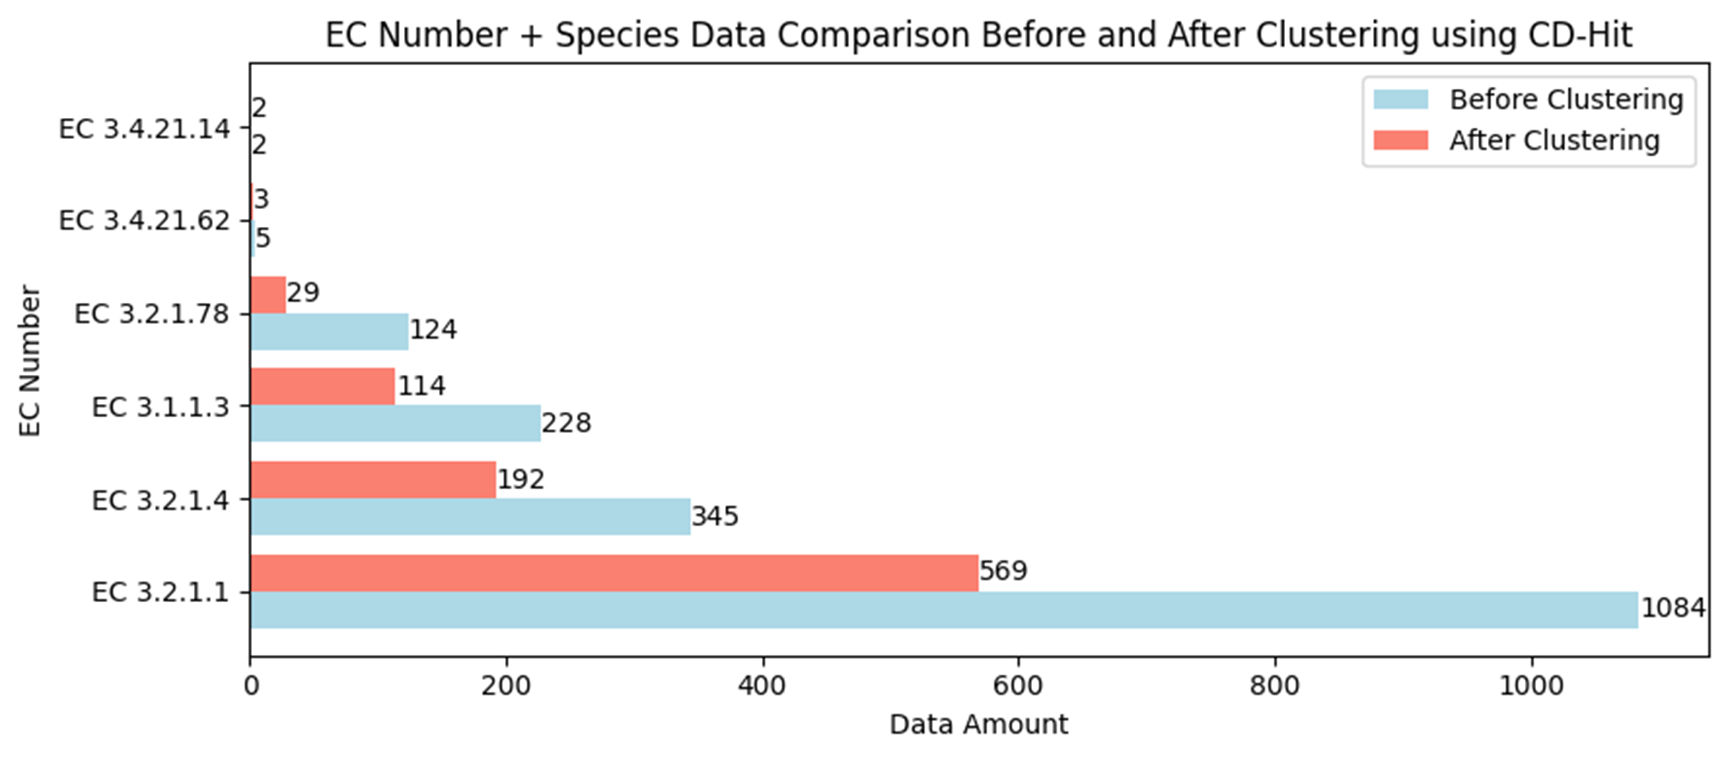 EC Number + Species Data Comparison Before and After Clustering using CD-Hit
Before Clustering
After Clustering
EC Number
EC 3.4.21.14
2
2
EC 3.4.21.62
3
5
EC 3.2.1.78
29
124
EC 3.1.1.3
114
228
EC 3.2.1.4
192
345
EC 3.2.1.1
569
1084
0 200 400 600 800 1000
Data Amount